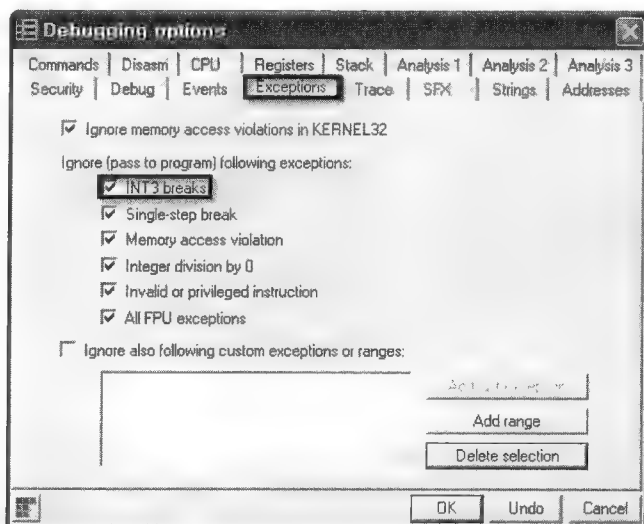 Debugging options
Commands Disasm CPU Registers Stack Analysis 1 Analysis 2 Analysis 3
Security Debug Events Exceptions Trace SFX Strings Addresses
Ignore memory access violations in KERNEL32
Ignore (pass to program) following exceptions:
INT3 breaks
Single-step break
Memory access violation
Integer division by 0
Invalid or privileged instruction
All FPU exceptions
Ignore also following custom exceptions or ranges:
Add range
Delete selection
OK Undo Cancel